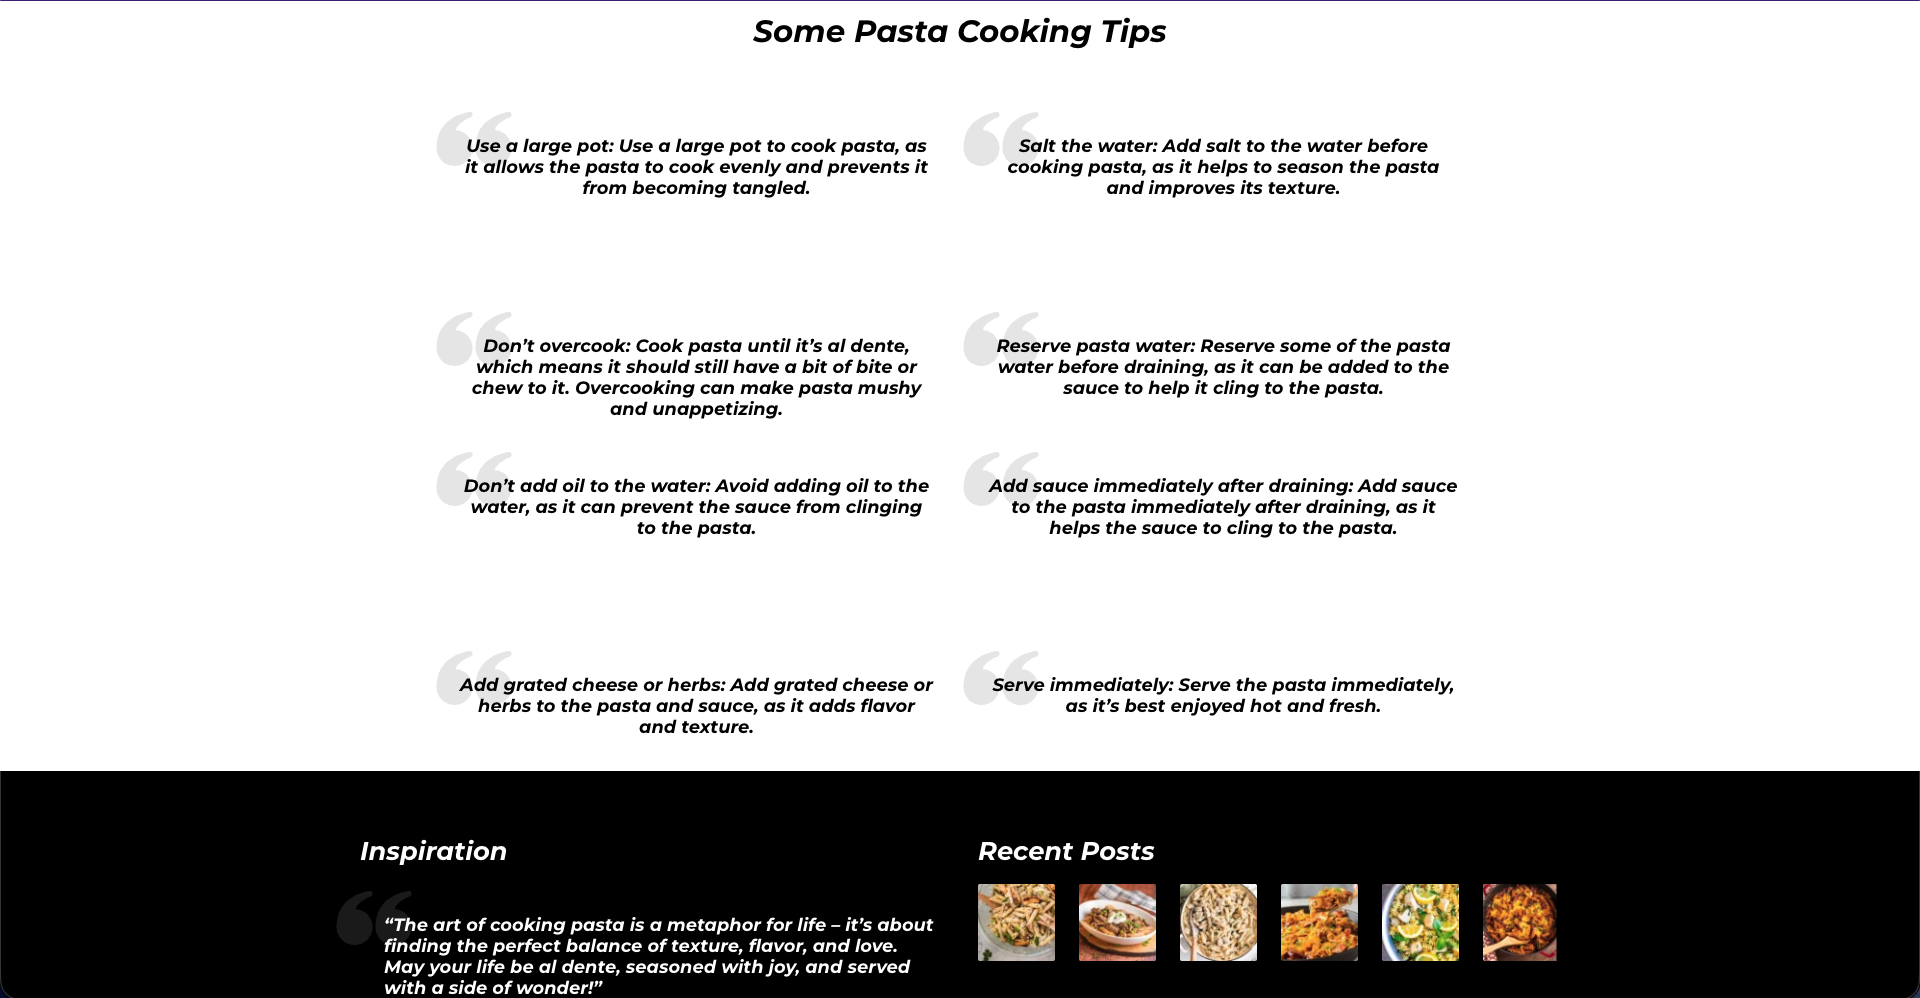 Some Pasta Cooking Tips
Use a large pot: Use a large pot to cook pasta, as
it allows the pasta to cook evenly and prevents it
from becoming tangled.
Salt the water: Add salt to the water before
cooking pasta, as it helps to season the pasta
and improves its texture.
Don’t overcook: Cook pasta until it’s al dente,
which means it should still have a bit of bite or
chew to it. Overcooking can make pasta mushy
and unappetizing.
Reserve pasta water: Reserve some of the pasta
water before draining, as it can be added to the
sauce to help it cling to the pasta.
Don’t add oil to the water: Avoid adding oil to the
water, as it can prevent the sauce from clinging
to the pasta.
Add sauce immediately after draining: Add sauce
to the pasta immediately after draining, as it
helps the sauce to cling to the pasta.
Add grated cheese or herbs: Add grated cheese or
herbs to the pasta and sauce, as it adds flavor
and texture.
Serve immediately: Serve the pasta immediately,
as it’s best enjoyed hot and fresh.
Inspiration
“The art of cooking pasta is a metaphor for life – it’s about
finding the perfect balance of texture, flavor, and love.
May your life be al dente, seasoned with joy, and served
with a side of wonder!”
Recent Posts